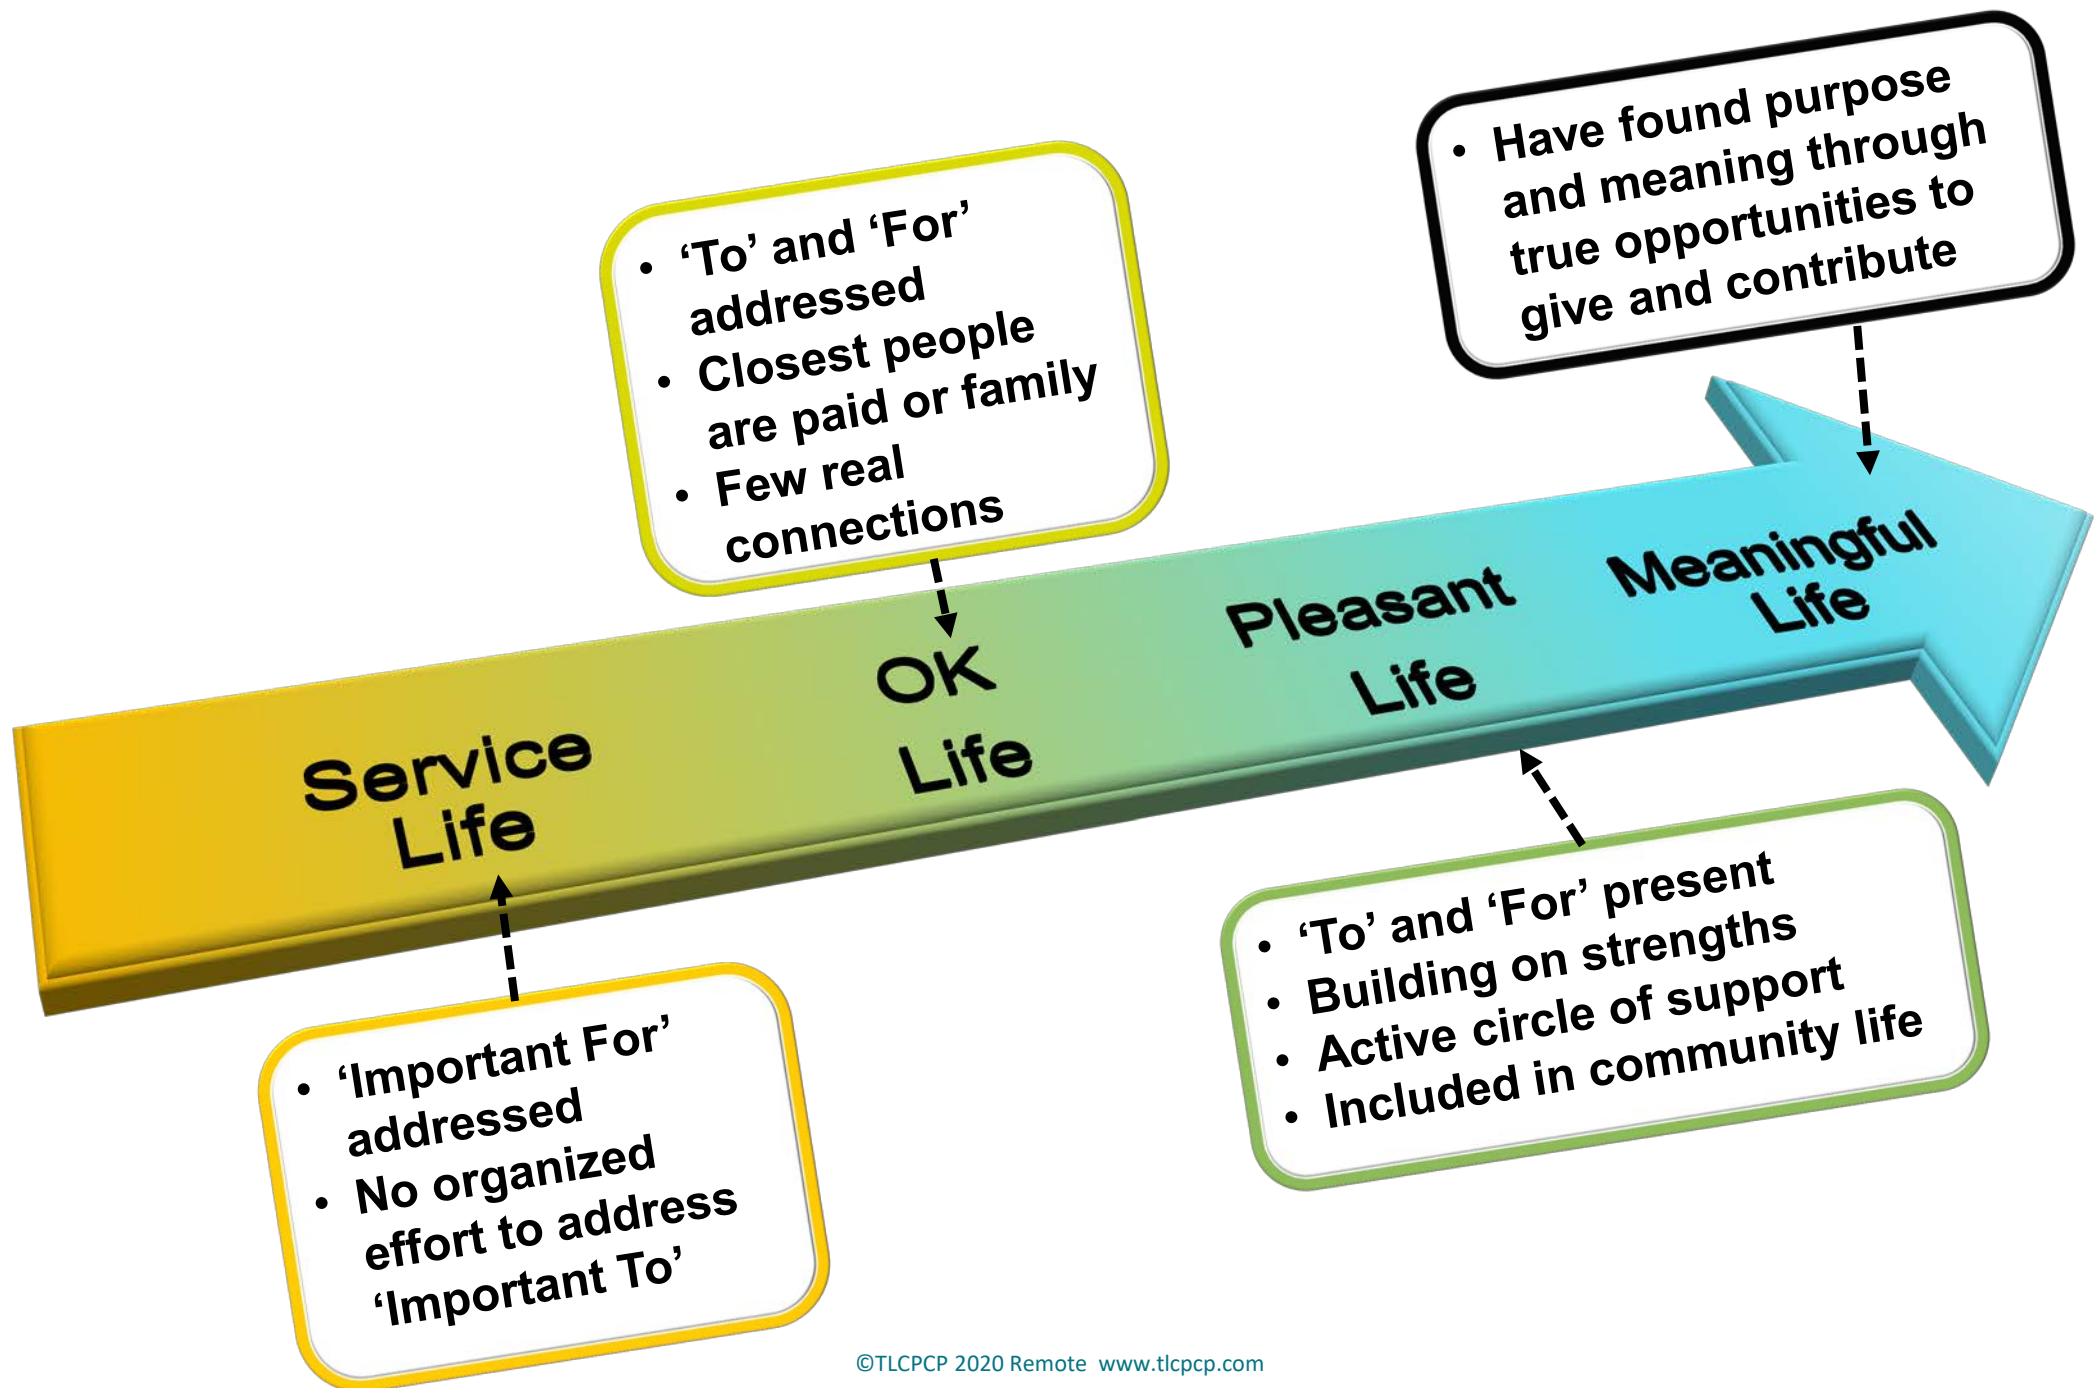 • Have found purpose
and meaning through
true opportunities to
give and contribute
• ‘To’ and ‘For’
addressed
• Closest people
are paid or family
• Few real
connections
Service
Life
OK
Life
Pleasant
Life
Meaningful
Life
• ‘Important For’
addressed
• No organized
effort to address
‘Important To’
• ‘To’ and ‘For’ present
• Building on strengths
• Active circle of support
• Included in community life
©TLCPCP 2020 Remote www.tlcpcp.com